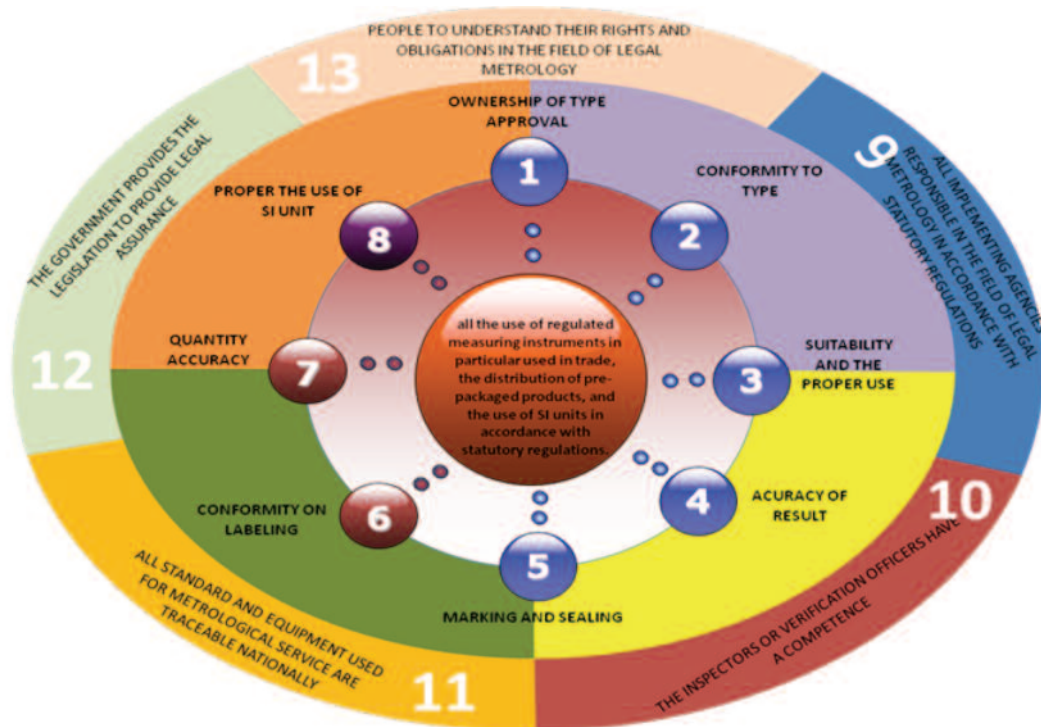 13
PEOPLE TO UNDERSTAND THEIR RIGHTS AND
OBLIGATIONS IN THE FIELD OF LEGAL
METROLOGY
OWNERSHIP OF TYPE
APPROVAL
1
CONFORMITY TO
TYPE
2
SUITABILITY AND THE
PROPER USE
3
ACURACY OF
RESULT
4
MARKING AND SEALING
5
CONFORMITY ON
LABELING
6
QUANTITY
ACCURACY
7
PROPER THE USE OF
SI UNIT
8
all the use of regulated
measuring instruments in
particular used in trade,
the distribution of pre-
packaged products, and
the use of SI units in
accordance with
statutory regulations.
9
ALL IMPLEMENTING AGENCIES
RESPONSIBLE IN THE FIELD OF LEGAL
METROLOGY IN ACCORDANCE WITH
STATUTORY REGULATIONS
10
THE INSPECTORS OR VERIFICATION OFFICERS HAVE
A COMPETENCE
11
ALL STANDARD AND EQUIPMENT USED
FOR METROLOGICAL SERVICE ARE
TRACEABLE NATIONALLY
12
THE GOVERNMENT PROVIDES THE
LEGISLATION TO PROVIDE LEGAL
ASSURANCE